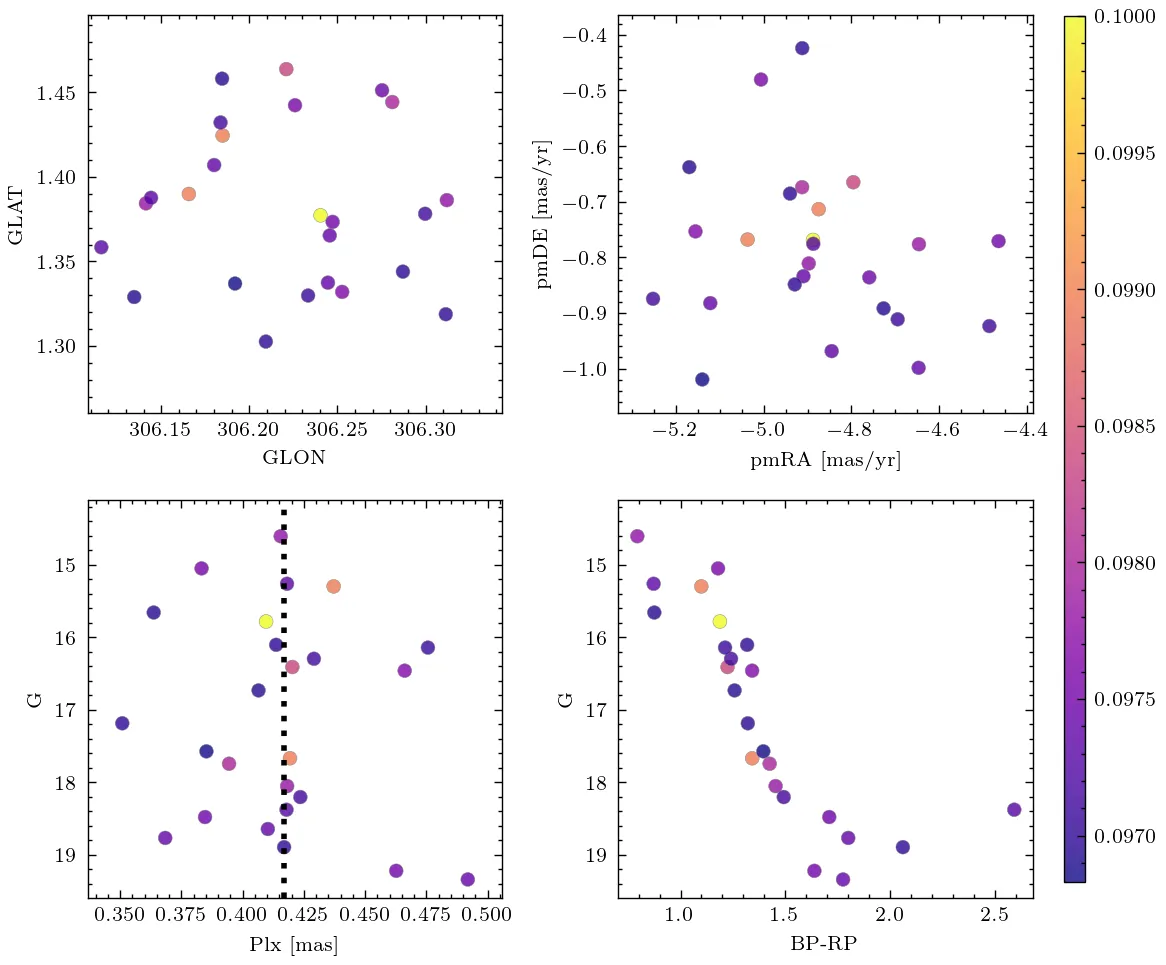 1.45
1.40
1.35
1.30
GLAT
306.15 306.20 306.25 306.30
GLON
−0.4
−0.5
−0.6
−0.7
−0.8
−0.9
−1.0
pmDE [mas/yr]
−5.2 −5.0 −4.8 −4.6 −4.4
pmRA [mas/yr]
15
16
17
18
19
G
0.350 0.375 0.400 0.425 0.450 0.475 0.500
Plx [mas]
15
16
17
18
19
G
1.0 1.5 2.0 2.5
BP-RP
0.1000
0.0995
0.0990
0.0985
0.0980
0.0975
0.0970